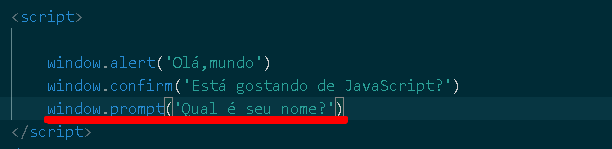 <script>
window.alert('Olá,mundo')
window.confirm('Está gostando de JavaScript?')
window.prompt('Qual é seu nome?')
</script>